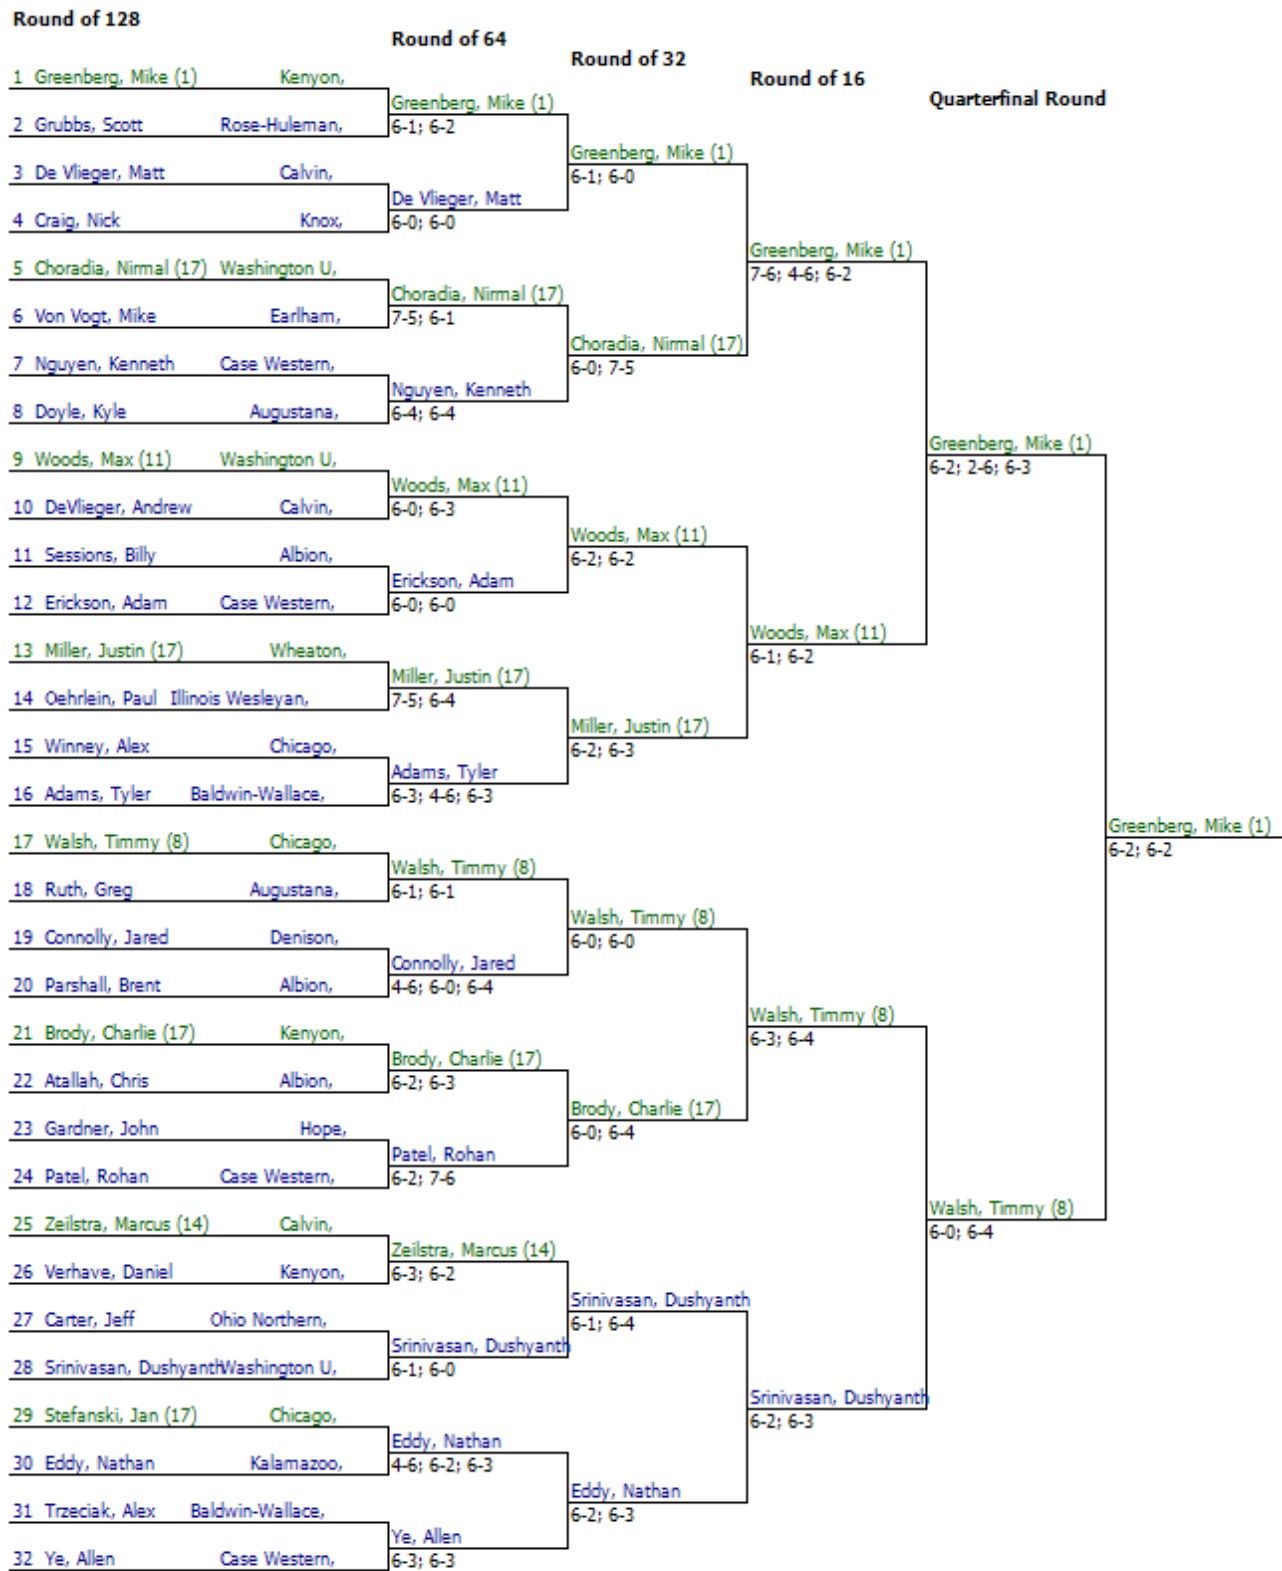 Round of 128
Round of 64
Round of 32
Round of 16
Quarterfinal Round
1 Greenberg, Mike (1) Kenyon,
2 Grubbs, Scott Rose-Huleman,
3 De Vlieger, Matt Calvin,
4 Craig, Nick Knox,
5 Choradia, Nirmal (17) Washington U,
6 Von Vogt, Mike Earlham,
7 Nguyen, Kenneth Case Western,
8 Doyle, Kyle Augustana,
9 Woods, Max (11) Washington U,
10 DeVlieger, Andrew Calvin,
11 Sessions, Billy Albion,
12 Erickson, Adam Case Western,
13 Miller, Justin (17) Wheaton,
14 Oehrlein, Paul Illinois Wesleyan,
15 Winney, Alex Chicago,
16 Adams, Tyler Baldwin-Wallace,
17 Walsh, Timmy (8) Chicago,
18 Ruth, Greg Augustana,
19 Connolly, Jared Denison,
20 Parshall, Brent Albion,
21 Brody, Charlie (17) Kenyon,
22 Atallah, Chris Albion,
23 Gardner, John Hope,
24 Patel, Rohan Case Western,
25 Zeilstra, Marcus (14) Calvin,
26 Verhave, Daniel Kenyon,
27 Carter, Jeff Ohio Northern,
28 Srinivasan, Dushyanth Washington U,
29 Stefanski, Jan (17) Chicago,
30 Eddy, Nathan Kalamazoo,
31 Trzeciak, Alex Baldwin-Wallace,
32 Ye, Allen Case Western,
Greenberg, Mike (1)
6-1; 6-2
De Vlieger, Matt
6-0; 6-0
Choradia, Nirmal (17)
7-5; 6-1
Nguyen, Kenneth
6-4; 6-4
Woods, Max (11)
6-0; 6-3
Erickson, Adam
6-0; 6-0
Miller, Justin (17)
7-5; 6-4
Adams, Tyler
6-3; 4-6; 6-3
Walsh, Timmy (8)
6-1; 6-1
Connolly, Jared
4-6; 6-0; 6-4
Brody, Charlie (17)
6-2; 6-3
Patel, Rohan
6-2; 7-6
Zeilstra, Marcus (14)
6-3; 6-2
Srinivasan, Dushyanth
6-1; 6-0
Eddy, Nathan
4-6; 6-2; 6-3
Ye, Allen
6-3; 6-3
Greenberg, Mike (1)
6-1; 6-0
Choradia, Nirmal (17)
6-0; 7-5
Woods, Max (11)
6-2; 6-2
Miller, Justin (17)
6-2; 6-3
Walsh, Timmy (8)
6-0; 6-0
Brody, Charlie (17)
6-0; 6-4
Srinivasan, Dushyanth
6-1; 6-4
Eddy, Nathan
6-2; 6-3
Greenberg, Mike (1)
7-6; 4-6; 6-2
Woods, Max (11)
6-1; 6-2
Walsh, Timmy (8)
6-3; 6-4
Srinivasan, Dushyanth
6-2; 6-3
Greenberg, Mike (1)
6-2; 2-6; 6-3
Walsh, Timmy (8)
6-0; 6-4
Greenberg, Mike (1)
6-2; 6-2